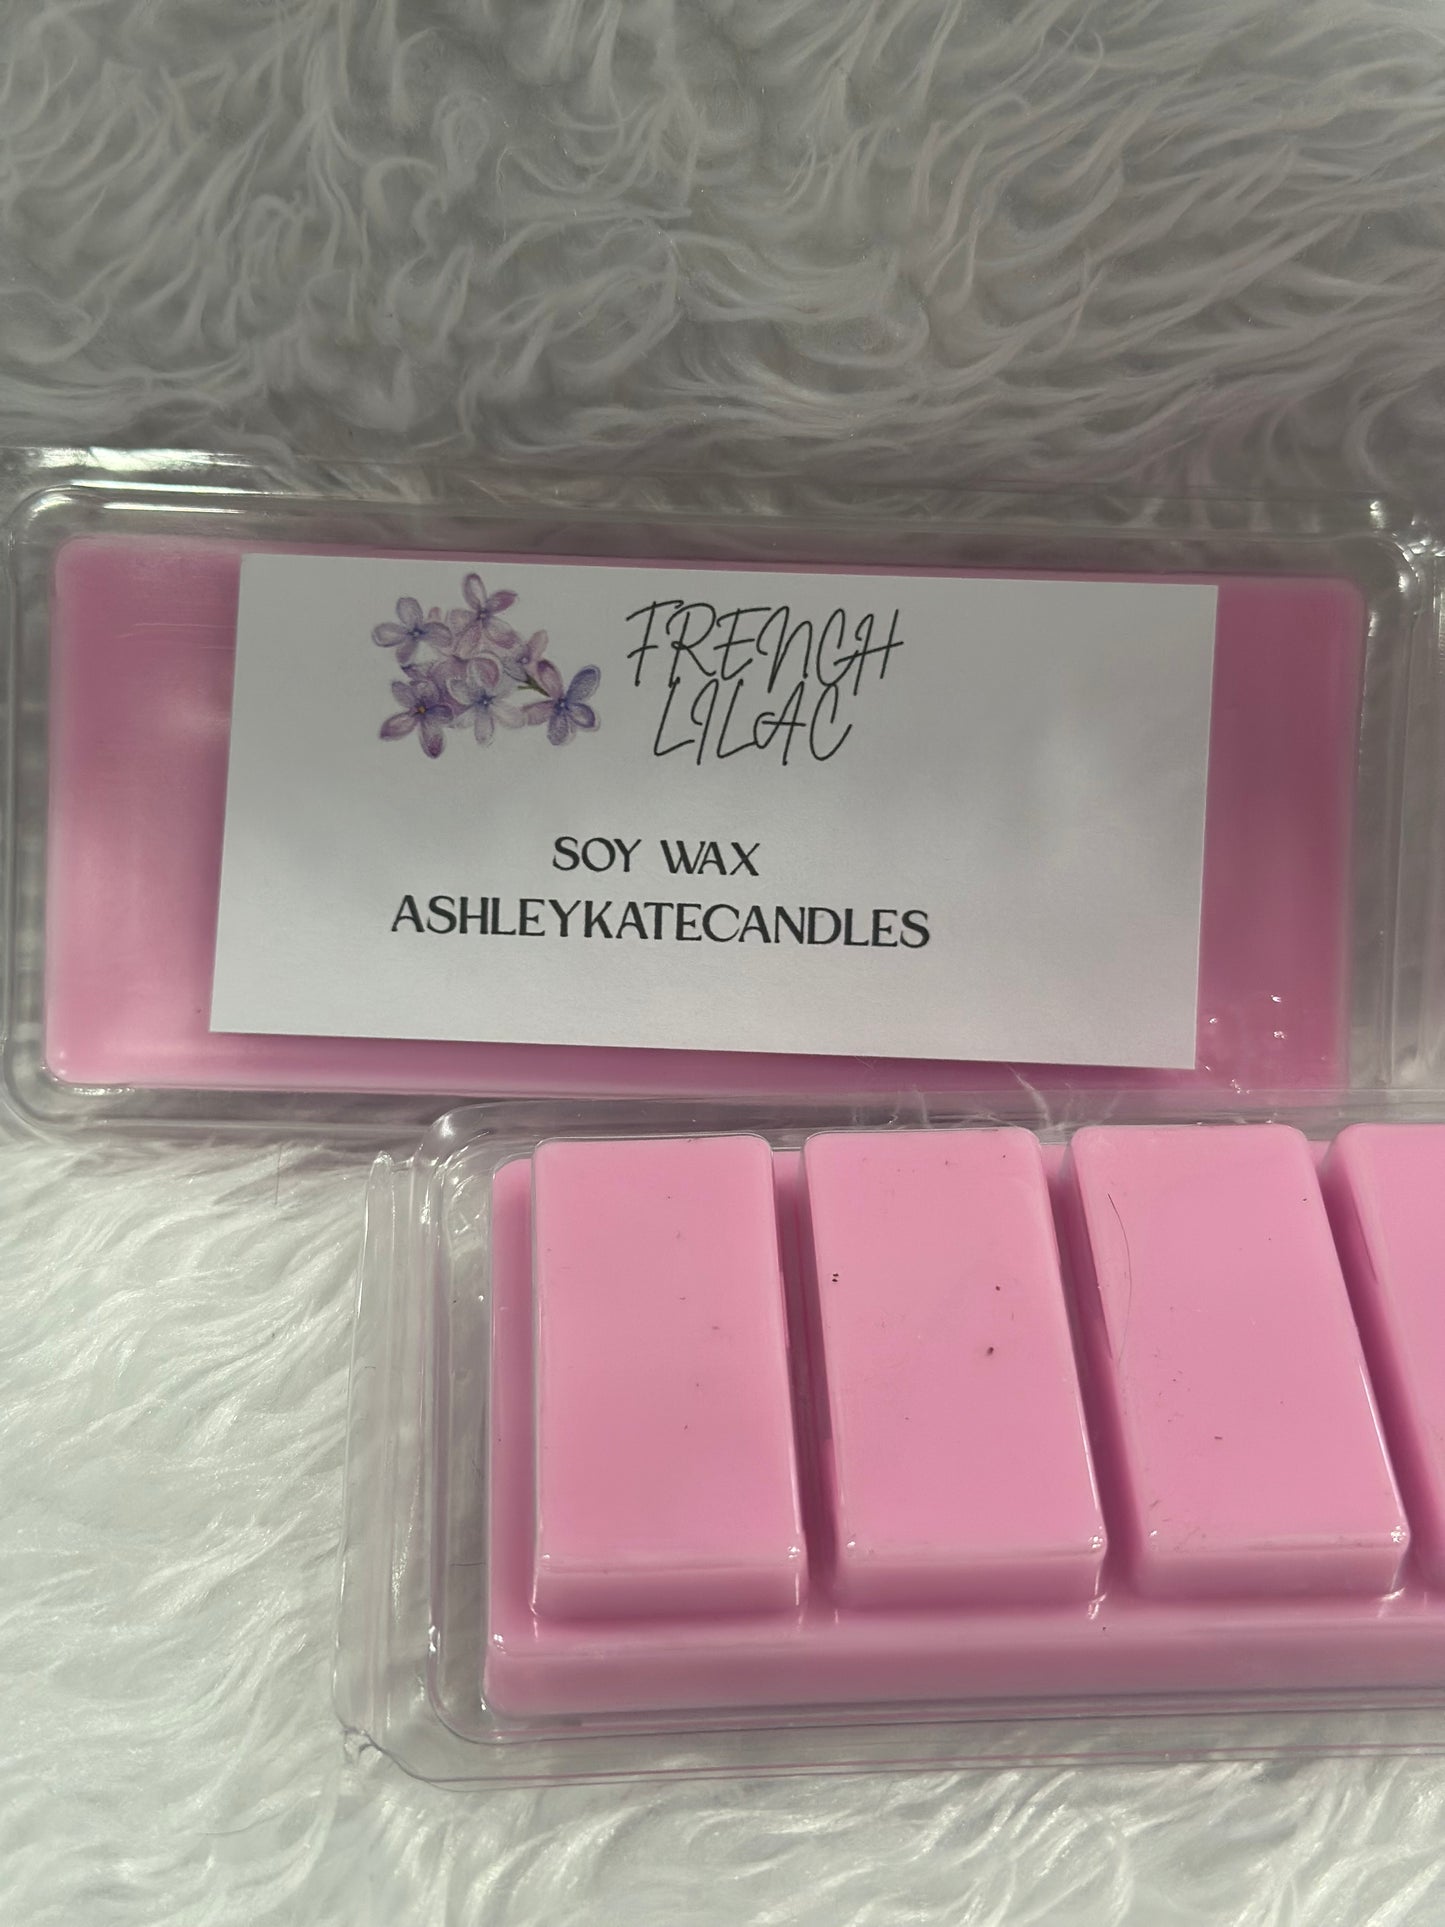 FRENCH
LILAC
SOY WAX
ASHLEYKATECANDLES